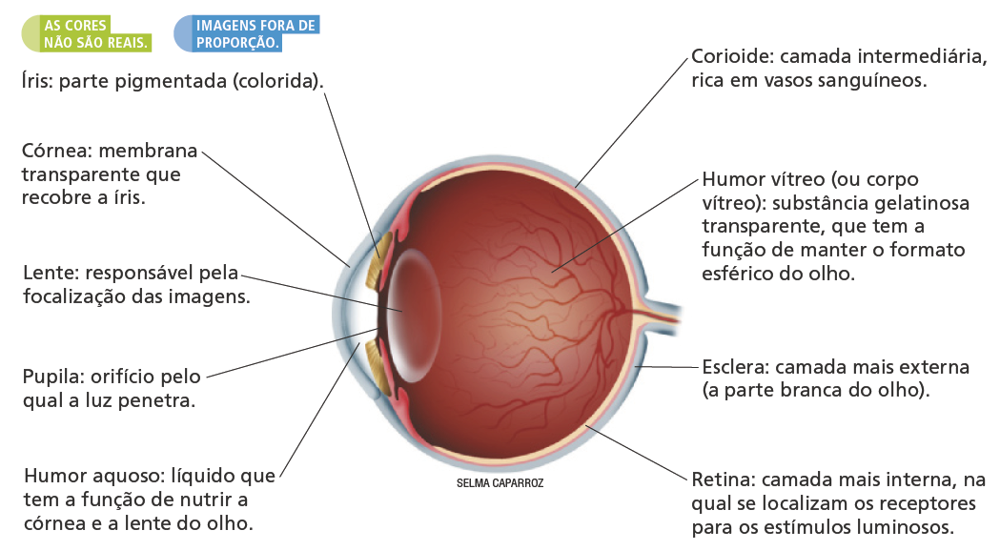 AS CORES
NÃO SÃO REAIS.
IMAGENS FORA DE
PROPORÇÃO.
Íris: parte pigmentada (colorida).
Córnea: membrana
transparente que
recobre a íris.
Lente: responsável pela
focalização das imagens.
Pupila: orifício pelo
qual a luz penetra.
Humor aquoso: líquido que
tem a função de nutrir a
córnea e a lente do olho.
Corioide: camada intermediária,
rica em vasos sanguíneos.
Humor vítreo (ou corpo
vítreo): substância gelatinosa
transparente, que tem a
função de manter o formato
esférico do olho.
Esclera: camada mais externa
(a parte branca do olho).
Retina: camada mais interna, na
qual se localizam os receptores
para os estímulos luminosos.
SELMA CAPARROZ